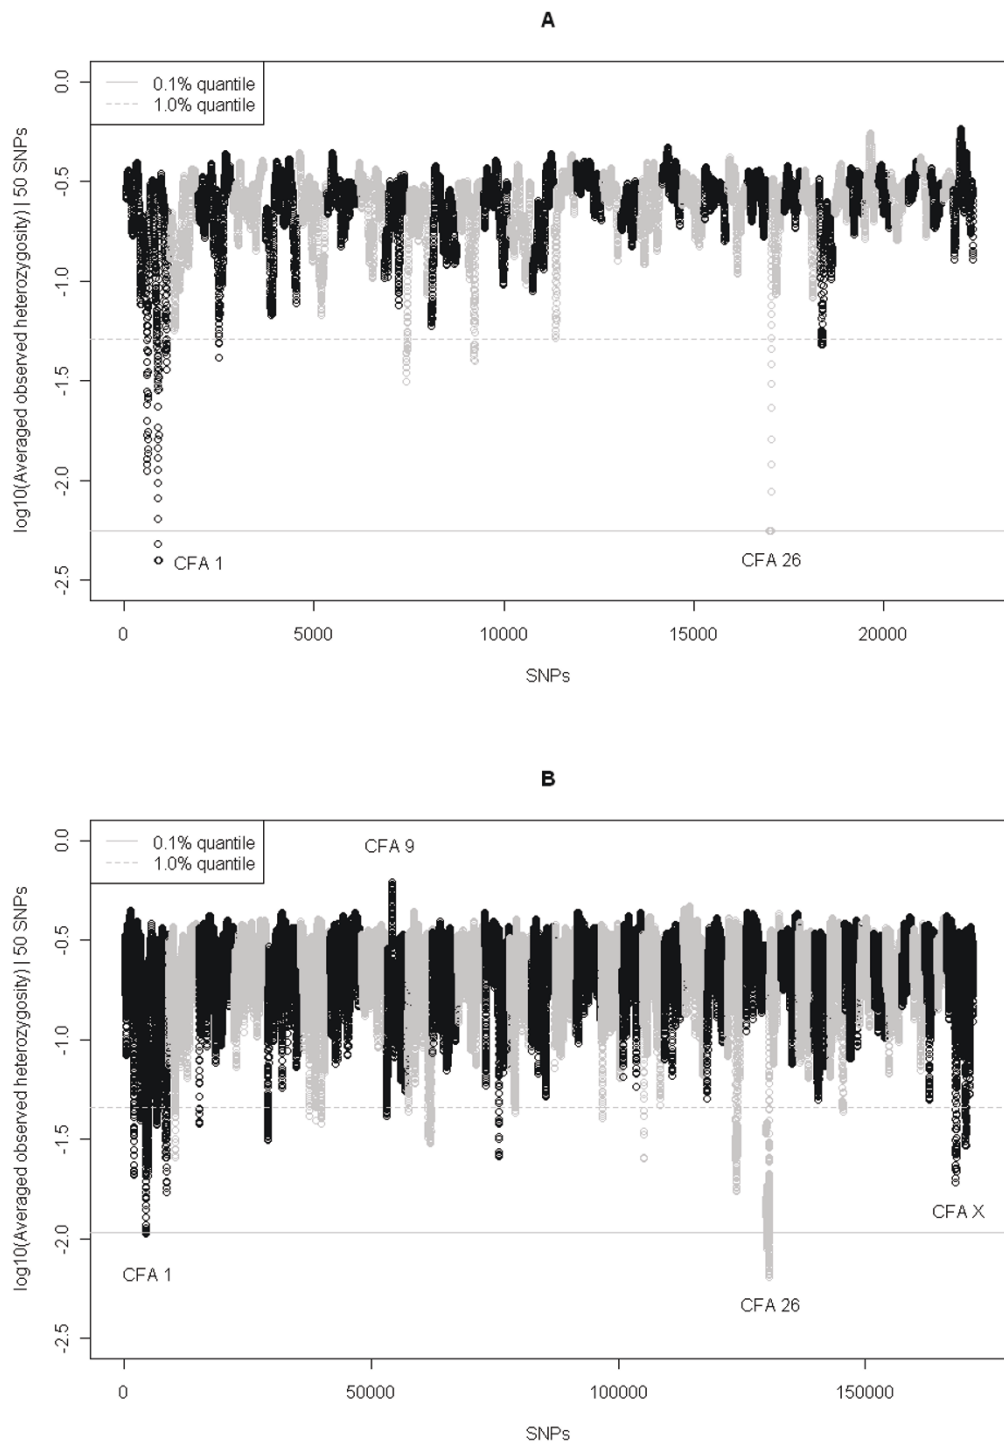 A
0.1% quantile
1.0% quantile
log10(Averaged observed heterozygosity) | 50 SNPs
0.0
-0.5
-1.0
-1.5
-2.0
-2.5
CFA 1
CFA 26
0 5000 10000 15000 20000
SNPs
B
0.1% quantile
1.0% quantile
CFA 9
log10(Averaged observed heterozygosity) | 50 SNPs
0.0
-0.5
-1.0
-1.5
-2.0
-2.5
CFA X
CFA 1
CFA 26
0 50000 100000 150000
SNPs